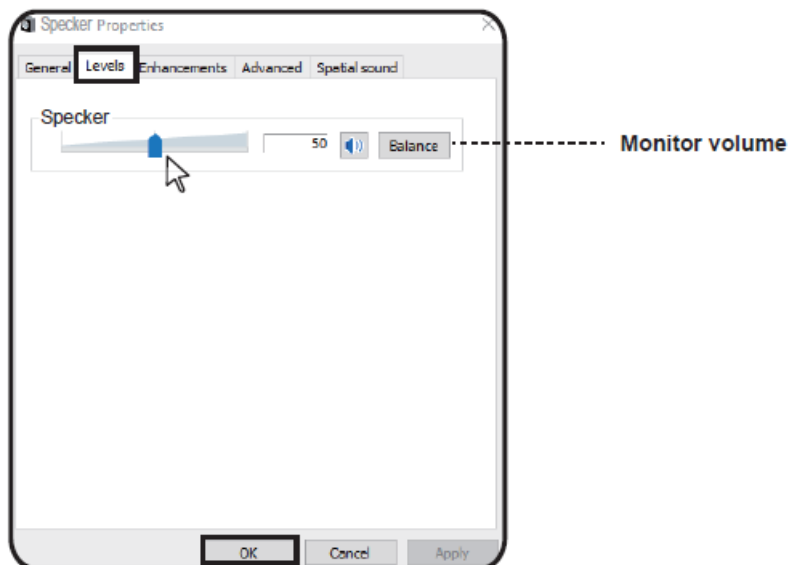 Specker Properties
General Levels Enhancements Advanced Spatial sound
Specker
50 Balance Monitor volume
OK Cancel Apply